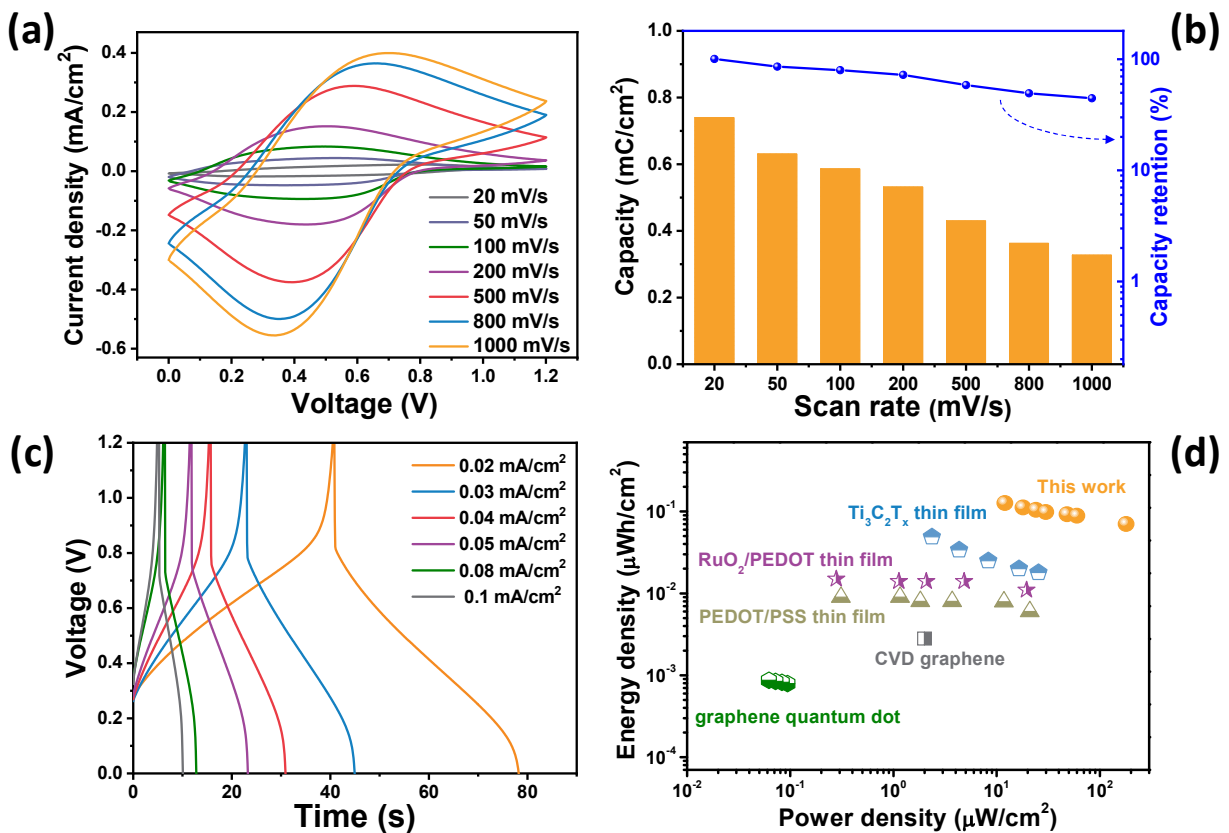 (a)
Current density (mA/cm²)
0.4
0.2
0.0
-0.2
-0.4
-0.6
20 mV/s
50 mV/s
100 mV/s
200 mV/s
500 mV/s
800 mV/s
1000 mV/s
0.0 0.2 0.4 0.6 0.8 1.0 1.2
Voltage (V)
(b)
Capacity (mC/cm²)
1.0
0.8
0.6
0.4
0.2
0.0
100
10
1
Capacity retention (%)
20 50 100 200 500 800 1000
Scan rate (mV/s)
(c)
Voltage (V)
1.2
1.0
0.8
0.6
0.4
0.2
0.0
0.02 mA/cm²
0.03 mA/cm²
0.04 mA/cm²
0.05 mA/cm²
0.08 mA/cm²
0.1 mA/cm²
0 20 40 60 80
Time (s)
(d)
Energy density (μWh/cm²)
10⁻¹
10⁻²
10⁻³
10⁻⁴
This work
Ti₃C₂Tₓ thin film
RuO₂/PEDOT thin film
PEDOT/PSS thin film
CVD graphene
graphene quantum dot
10⁻² 10⁻¹ 10⁰ 10¹ 10²
Power density (μW/cm²)